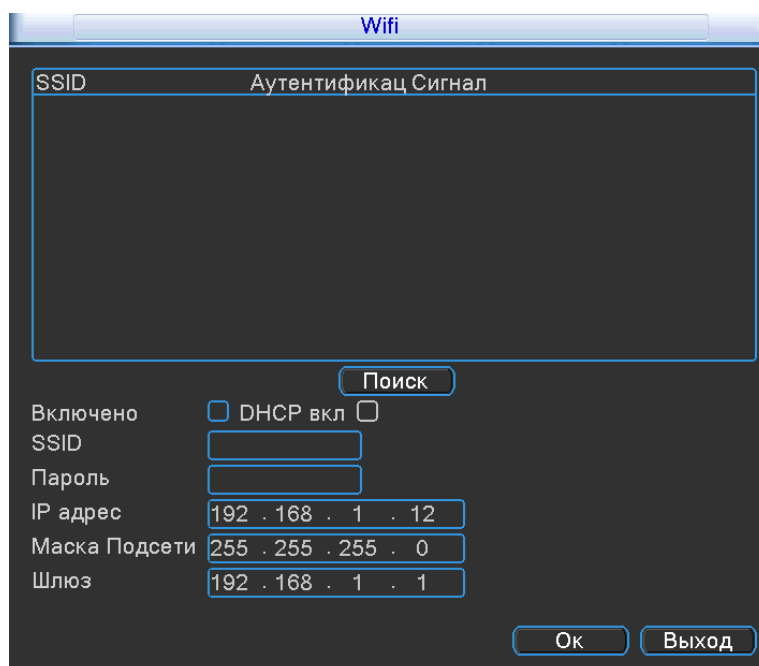 Wifi
SSID Аутентификац Сигнал
Поиск
Включено DHCP вкл
SSID
Пароль
IP адрес 192 . 168 . 1 . 12
Маска Подсети 255 . 255 . 255 . 0
Шлюз 192 . 168 . 1 . 1
Ок Выход